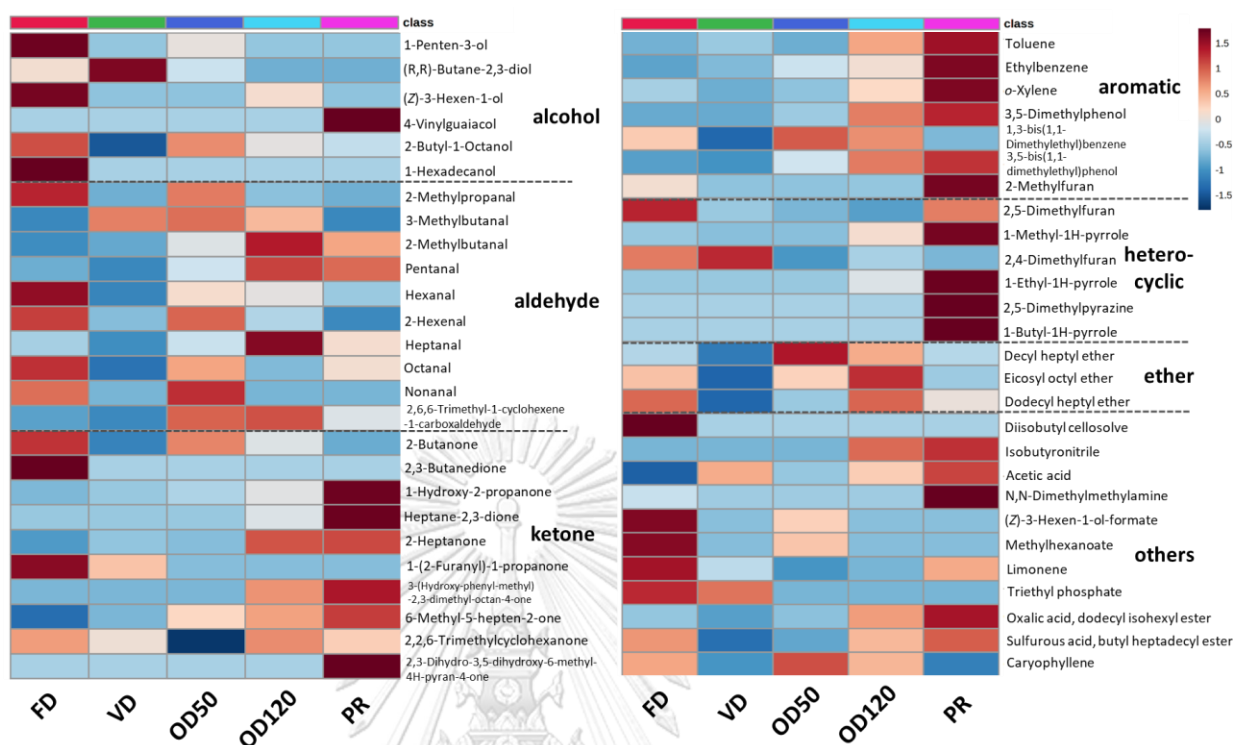 class
1-Penten-3-ol
(R,R)-Butane-2,3-diol
(Z)-3-Hexen-1-ol
4-Vinylguaiacol
2-Butyl-1-Octanol
1-Hexadecanol
alcohol
2-Methylpropanal
3-Methylbutanal
2-Methylbutanal
Pentanal
Hexanal
2-Hexenal
Heptanal
Octanal
Nonanal
2,6,6-Trimethyl-1-cyclohexene
-1-carboxaldehyde
aldehyde
2-Butanone
2,3-Butanedione
1-Hydroxy-2-propanone
Heptane-2,3-dione
2-Heptanone
1-(2-Furanyl)-1-propanone
3-(Hydroxy-phenyl-methyl)
-2,3-dimethyl-octan-4-one
6-Methyl-5-hepten-2-one
2,2,6-Trimethylcyclohexanone
2,3-Dihydro-3,5-dihydroxy-6-methyl-
4H-pyran-4-one
ketone
FD
VD
OD50
OD120
PR
class
Toluene
Ethylbenzene
o-Xylene
3,5-Dimethylphenol
1,3-bis(1,1-
Dimethylethyl)benzene
3,5-bis(1,1-
dimethylethyl)phenol
2-Methylfuran
aromatic
2,5-Dimethylfuran
1-Methyl-1H-pyrrole
2,4-Dimethylfuran
1-Ethyl-1H-pyrrole
2,5-Dimethylpyrazine
1-Butyl-1H-pyrrole
hetero-
cyclic
Decyl heptyl ether
Eicosyl octyl ether
Dodecyl heptyl ether
ether
Diisobutyl cellosolve
Isobutyronitrile
Acetic acid
N,N-Dimethylmethylamine
(Z)-3-Hexen-1-ol-formate
Methylhexanoate
Limonene
Triethyl phosphate
Oxalic acid, dodecyl isohexyl ester
Sulfurous acid, butyl heptadecyl ester
Caryophyllene
others
FD
VD
OD50
OD120
PR
1.5
1
0.5
0
-0.5
-1
-1.5